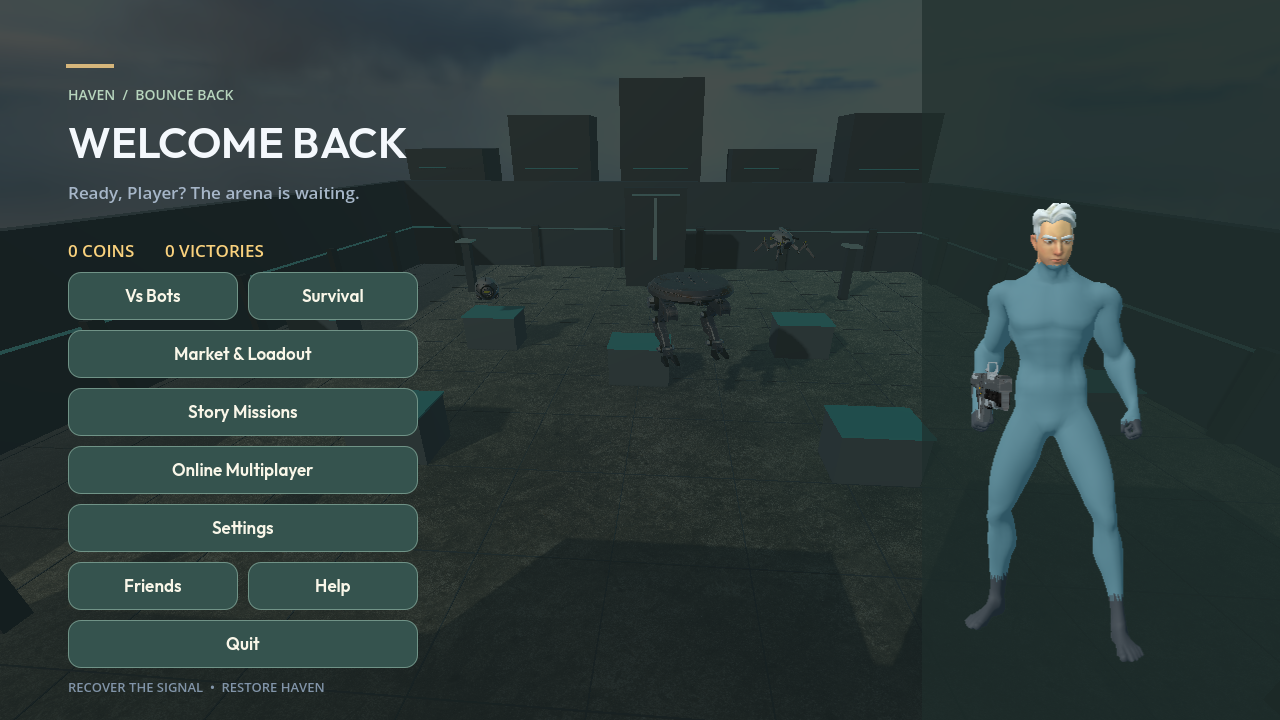 HAVEN / BOUNCE BACK
WELCOME BACK
Ready, Player? The arena is waiting.
0 COINS 0 VICTORIES
Vs Bots Survival
Market & Loadout
Story Missions
Online Multiplayer
Settings
Friends Help
Quit
RECOVER THE SIGNAL • RESTORE HAVEN